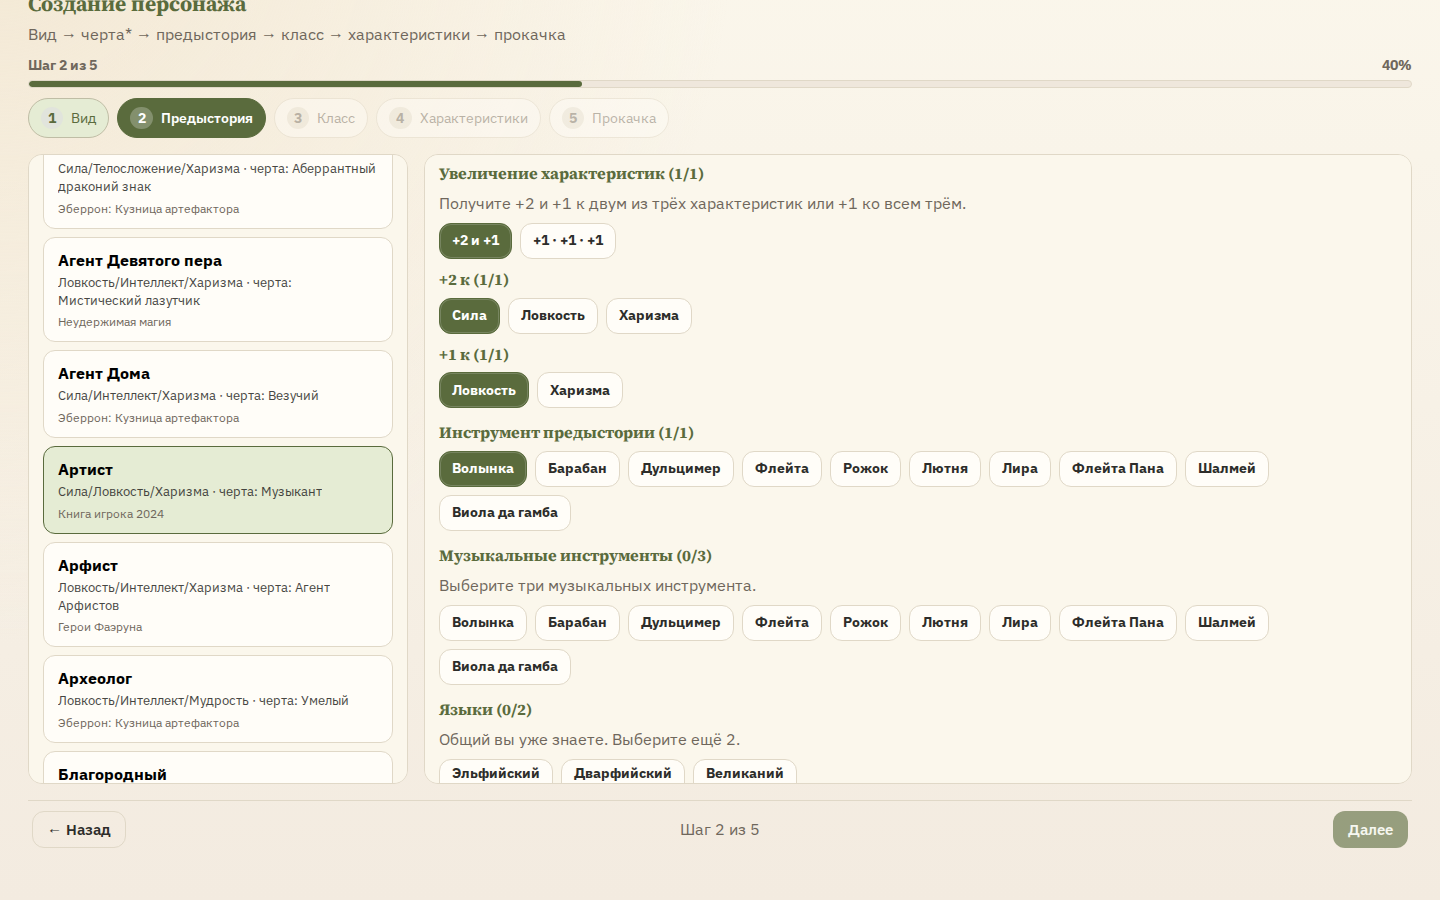 Создание персонажа
Вид → черта* → предыстория → класс → характеристики → прокачка
Шаг 2 из 5
40%
1 Вид
2 Предыстория
3 Класс
4 Характеристики
5 Прокачка
Сила/Телосложение/Харизма · черта: Аберрантный
драконий знак
Эберрон: Кузница артефактора
Агент Девятого пера
Ловкость/Интеллект/Харизма · черта:
Мистический лазутчик
Неудержимая магия
Агент Дома
Сила/Интеллект/Харизма · черта: Везучий
Эберрон: Кузница артефактора
Артист
Сила/Ловкость/Харизма · черта: Музыкант
Книга игрока 2024
Арфист
Ловкость/Интеллект/Харизма · черта: Агент
Арфистов
Герои Фаэруна
Археолог
Ловкость/Интеллект/Мудрость · черта: Умелый
Эберрон: Кузница артефактора
Благородный
Увеличение характеристик (1/1)
Получите +2 и +1 к двум из трёх характеристик или +1 ко всем трём.
+2 и +1
+1 · +1 · +1
+2 к (1/1)
Сила
Ловкость
Харизма
+1 к (1/1)
Ловкость
Харизма
Инструмент предыстории (1/1)
Волынка
Барабан
Дульцимер
Флейта
Рожок
Лютня
Лира
Флейта Пана
Шалмей
Виола да гамба
Музыкальные инструменты (0/3)
Выберите три музыкальных инструмента.
Волынка
Барабан
Дульцимер
Флейта
Рожок
Лютня
Лира
Флейта Пана
Шалмей
Виола да гамба
Языки (0/2)
Общий вы уже знаете. Выберите ещё 2.
Эльфийский
Дварфийский
Великаний
← Назад
Шаг 2 из 5
Далее